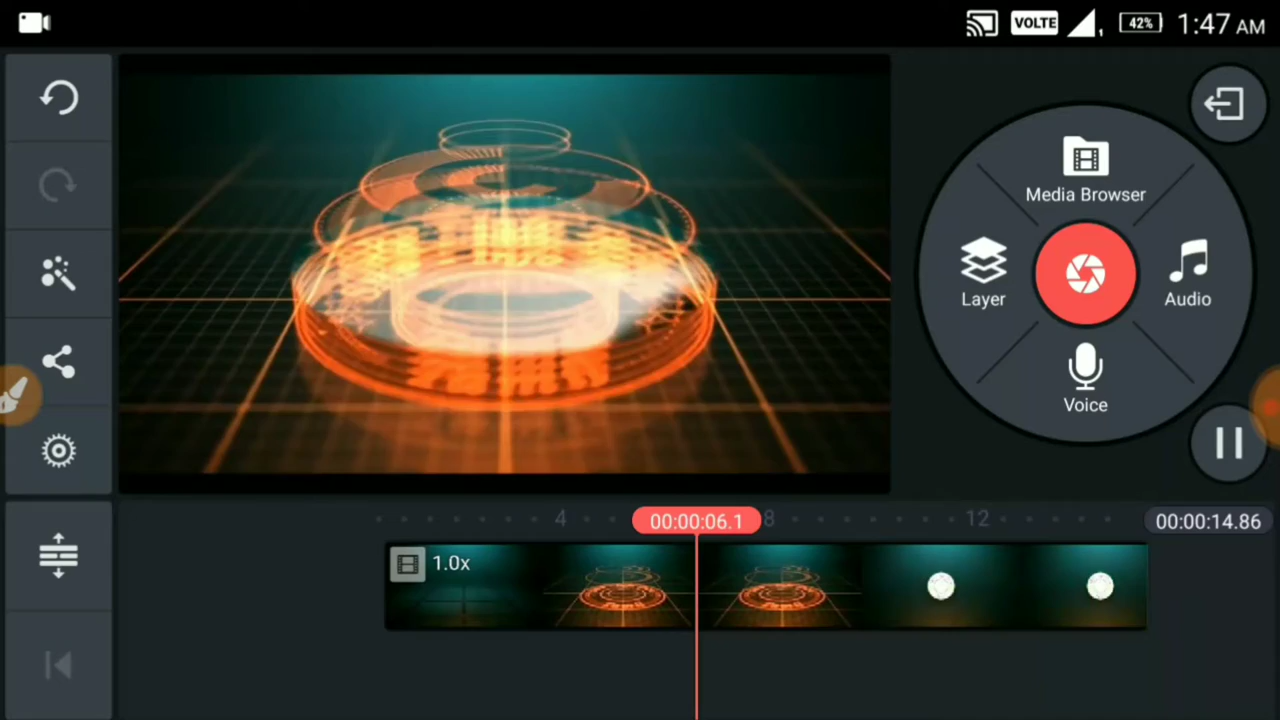 VOLTE 1 42% 1:47 AM
Media Browser
Layer
Audio
Voice
4 00:00:06.1 8 12 00:00:14.86
1.0x